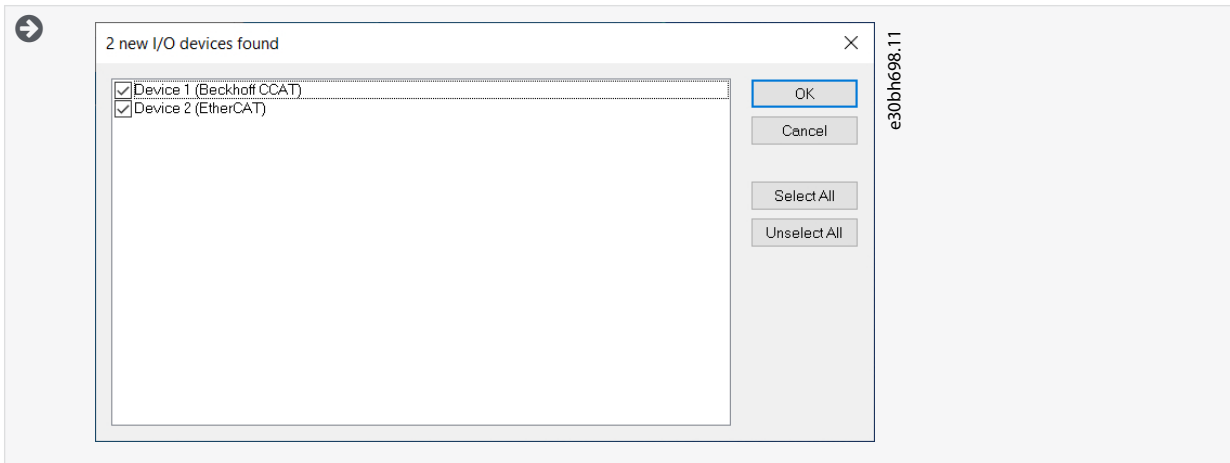 2 new I/O devices found
Device 1 (Beckhoff CCAT)
Device 2 (EtherCAT)
OK
Cancel
Select All
Unselect All
e30bh698.11